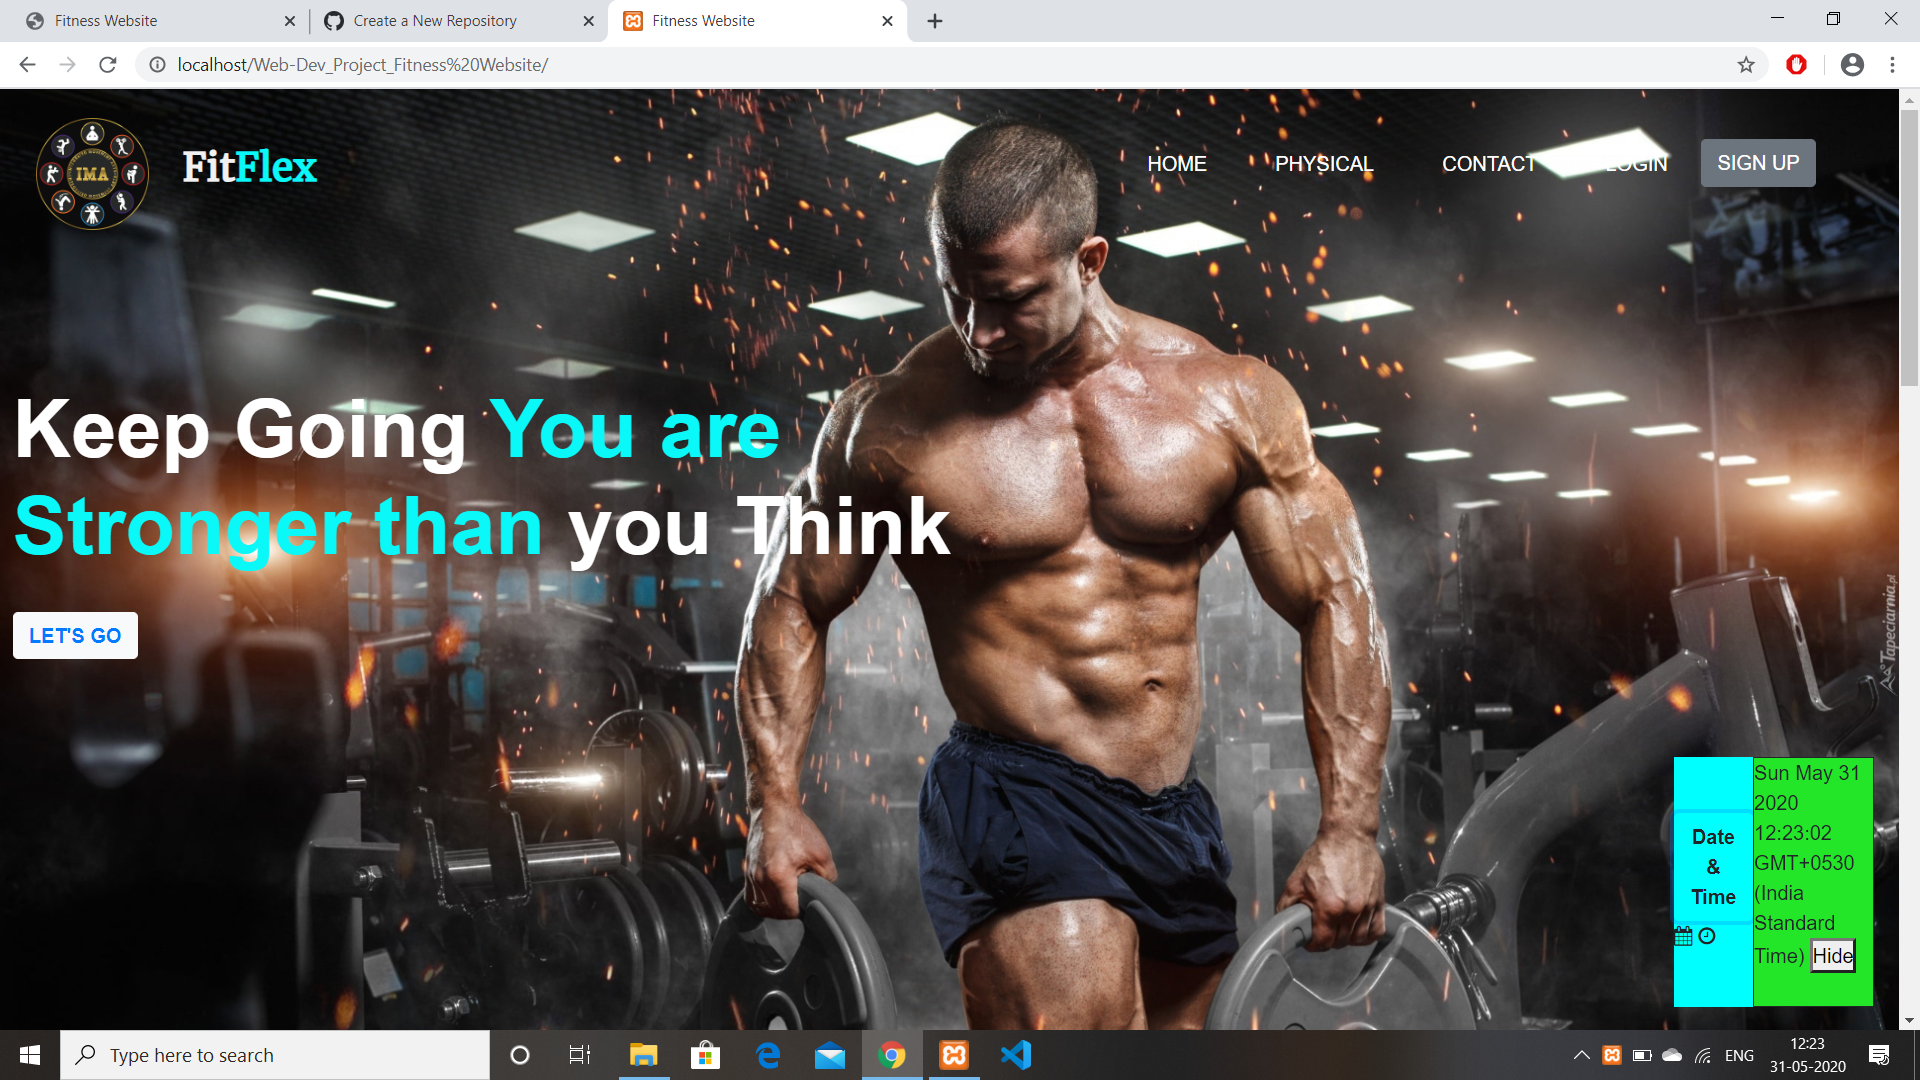 Fitness Website
Create a New Repository
Fitness Website
localhost/Web-Dev_Project_Fitness%20Website/
IMA
FitFlex
HOME
PHYSICAL
CONTACT
LOGIN
SIGN UP
Keep Going You are
Stronger than you Think
LET'S GO
Tapeciarnia.pl
Date
&
Time
Sun May 31
2020
12:23:02
GMT+0530
(India
Standard
Time) Hide
Type here to search
ENG
12:23
31-05-2020